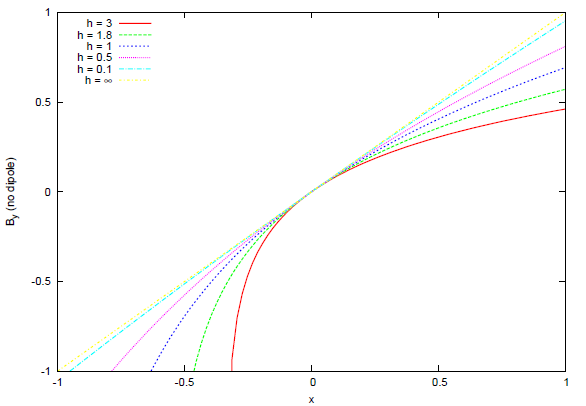 h = 3
h = 1.8
h = 1
h = 0.5
h = 0.1
h = ∞
1
0.5
0
-0.5
-1
By (no dipole)
-1 -0.5 0 0.5 1
x